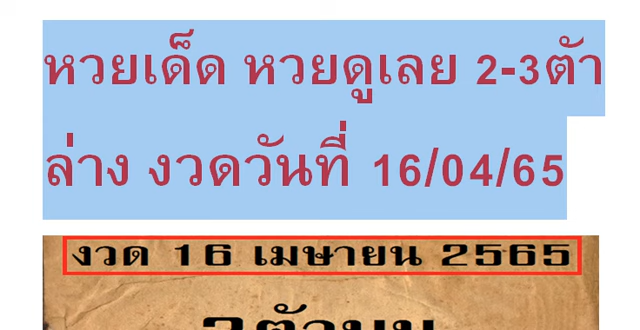 หวยเด็ด หวยดูเลย 2-3ตัว
ล่าง งวดวันที่ 16/04/65
งวด 16 เมษายน 2565